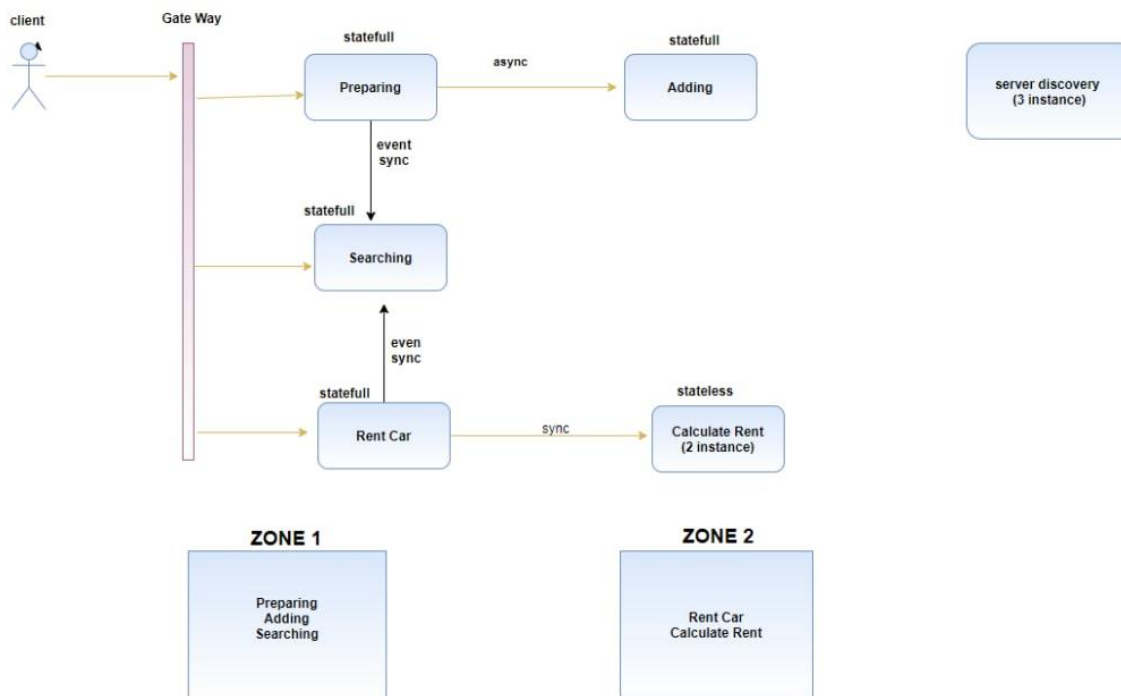 client
Gate Way
statefull
Preparing
async
statefull
Adding
server discovery
(3 instance)
event
sync
statefull
Searching
even
sync
statefull
Rent Car
sync
stateless
Calculate Rent
(2 instance)
ZONE 1
Preparing
Adding
Searching
ZONE 2
Rent Car
Calculate Rent